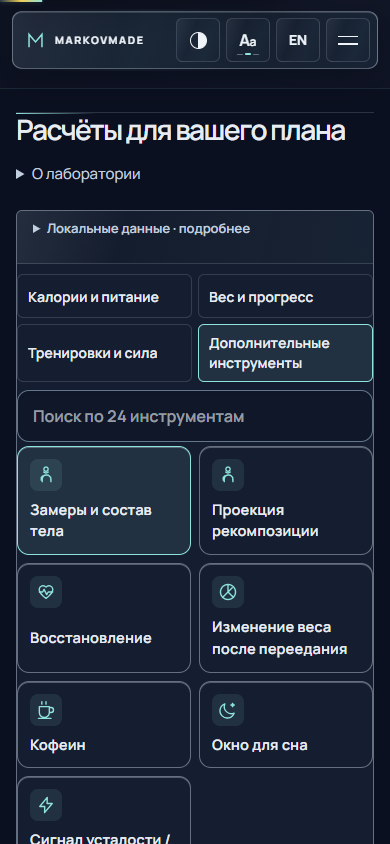 MARKOVMADE
Aa
EN
Расчёты для вашего плана
О лаборатории
Локальные данные · подробнее
Калории и питание
Вес и прогресс
Тренировки и сила
Дополнительные
инструменты
Поиск по 24 инструментам
Замеры и состав
тела
Проекция
рекомпозиции
Восстановление
Изменение веса
после переедания
Кофеин
Окно для сна
Сигнал усталости /